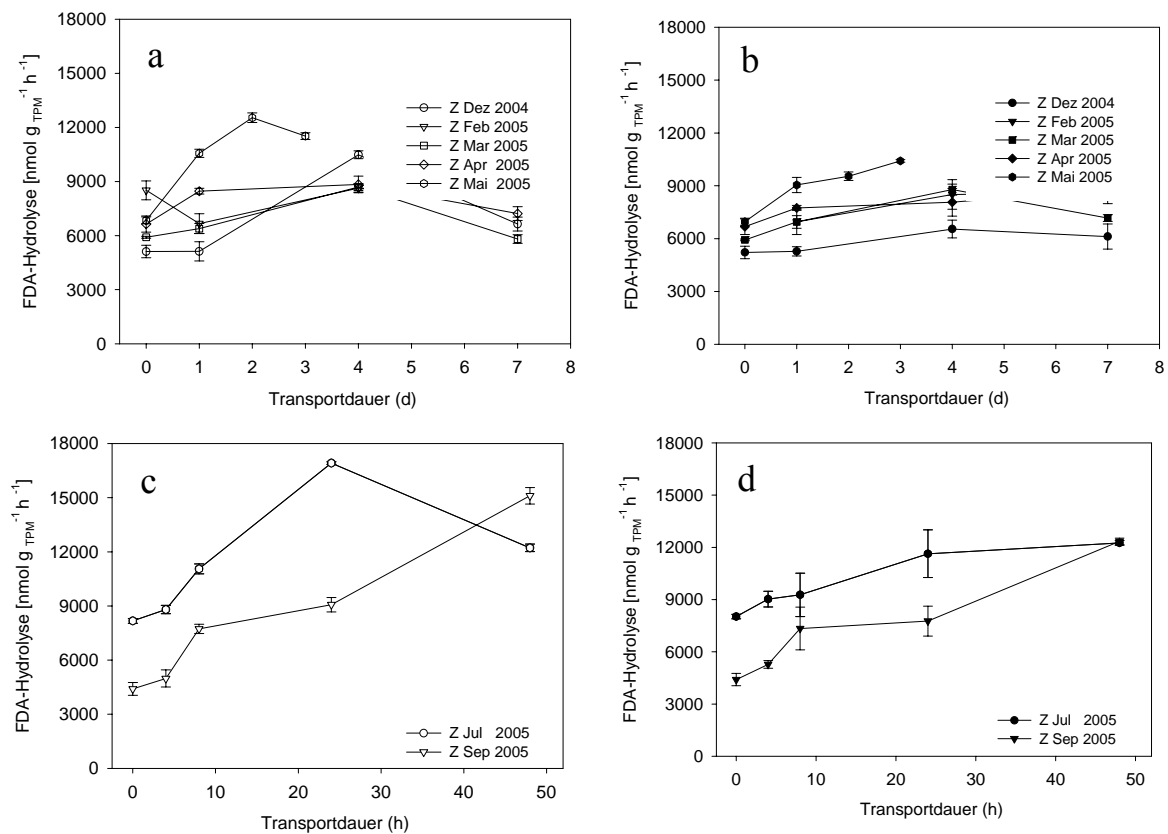 a
FDA-Hydrolyse [nmol g TPM -1 h -1]
18000
15000
12000
9000
6000
3000
0
Z Dez 2004
Z Feb 2005
Z Mar 2005
Z Apr 2005
Z Mai 2005
0 1 2 3 4 5 6 7 8
Transportdauer (d)
b
FDA-Hydrolyse [nmol g TPM -1 h -1]
18000
15000
12000
9000
6000
3000
0
Z Dez 2004
Z Feb 2005
Z Mar 2005
Z Apr 2005
Z Mai 2005
0 1 2 3 4 5 6 7 8
Transportdauer (d)
c
FDA-Hydrolyse [nmol g TPM -1 h -1]
18000
15000
12000
9000
6000
3000
0
Z Jul 2005
Z Sep 2005
0 10 20 30 40 50
Transportdauer (h)
d
FDA-Hydrolyse [nmol g TPM -1 h -1]
18000
15000
12000
9000
6000
3000
0
Z Jul 2005
Z Sep 2005
0 10 20 30 40 50
Transportdauer (h)